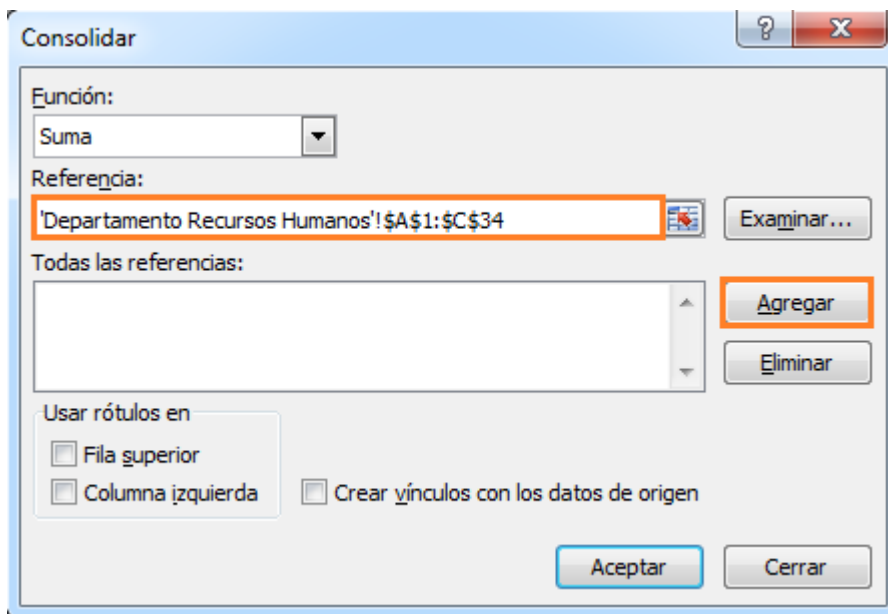 Consolidar
Función:
Suma
Referencia:
'Departamento Recursos Humanos'!$A$1:$C$34
Examinar...
Todas las referencias:
Agregar
Eliminar
Usar rótulos en
Fila superior
Columna izquierda
Crear vínculos con los datos de origen
Aceptar
Cerrar